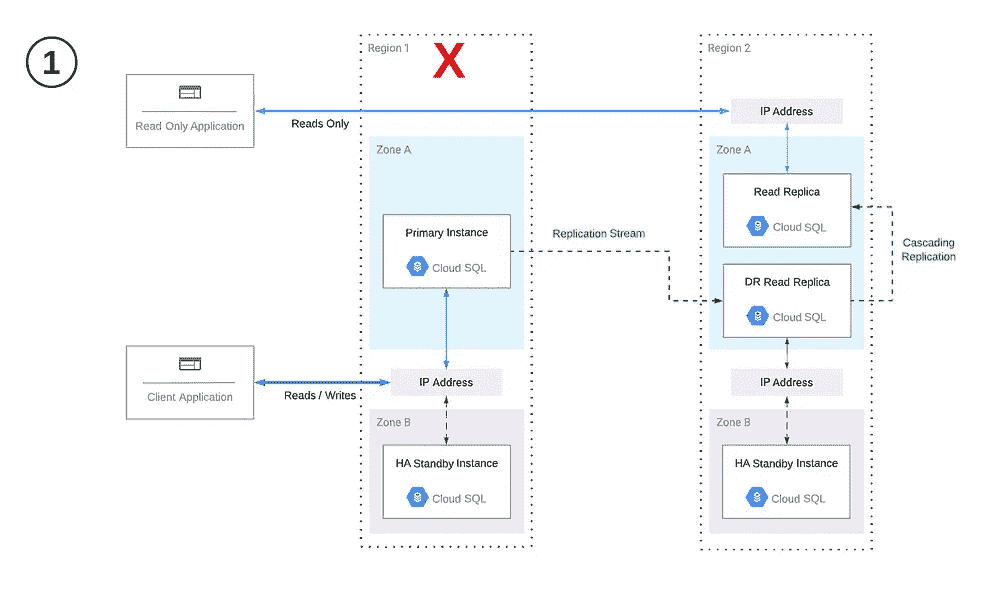 1
Region 1
X
Region 2
Read Only Application
Reads Only
IP Address
Zone A
Zone A
Read Replica
Cloud SQL
Primary Instance
Cloud SQL
Replication Stream
Cascading
Replication
DR Read Replica
Cloud SQL
Client Application
Reads / Writes
IP Address
IP Address
Zone B
Zone B
HA Standby Instance
Cloud SQL
HA Standby Instance
Cloud SQL